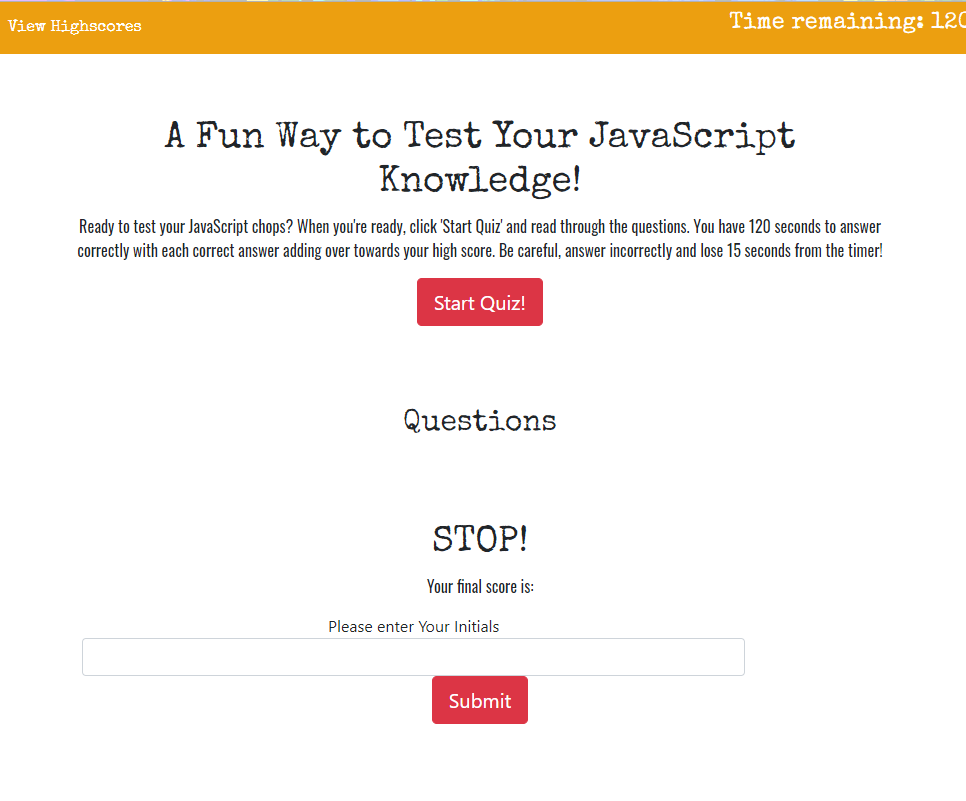 View Highscores
Time remaining: 120
A Fun Way to Test Your JavaScript
Knowledge!
Ready to test your JavaScript chops? When you're ready, click 'Start Quiz' and read through the questions. You have 120 seconds to answer
correctly with each correct answer adding over towards your high score. Be careful, answer incorrectly and lose 15 seconds from the timer!
Start Quiz!
Questions
STOP!
Your final score is:
Please enter Your Initials
Submit